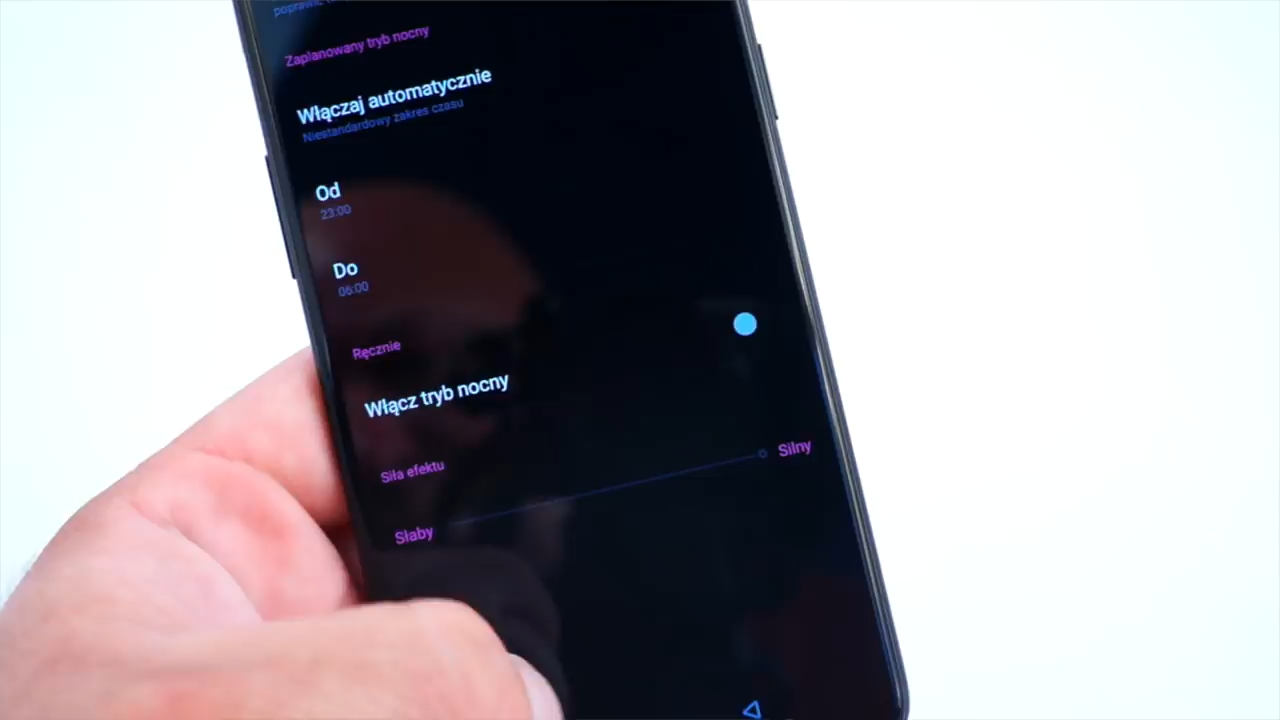 poprawić
Zaplanowany tryb nocny
Włączaj automatycznie
Niestandardowy zakres czasu
Od
23:00
Do
06:00
Ręcznie
Włącz tryb nocny
Siła efektu
Silny
Słaby